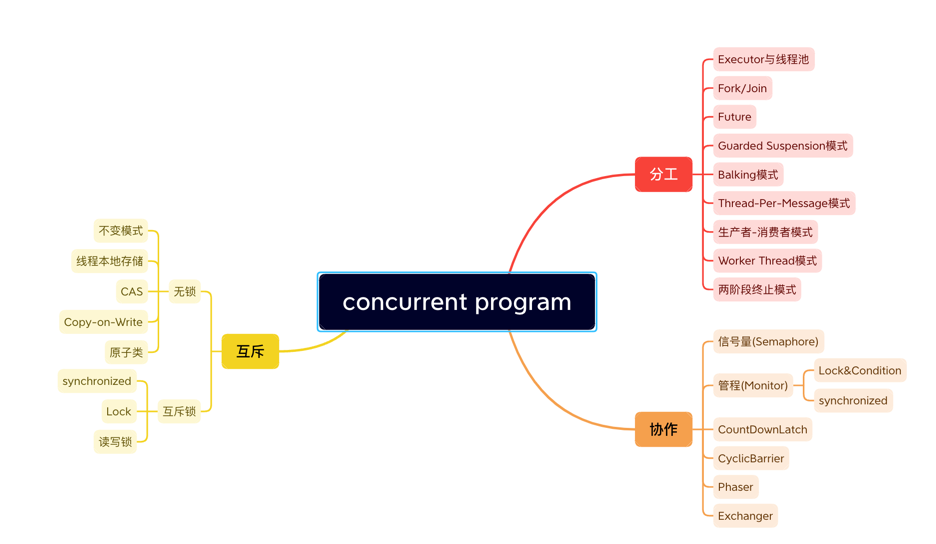 concurrent program
分工
Executor与线程池
Fork/Join
Future
Guarded Suspension模式
Balking模式
Thread-Per-Message模式
生产者-消费者模式
Worker Thread模式
两阶段终止模式
协作
信号量(Semaphore)
管程(Monitor)
Lock&Condition
synchronized
CountDownLatch
CyclicBarrier
Phaser
Exchanger
互斥
无锁
不变模式
线程本地存储
CAS
Copy-on-Write
原子类
互斥锁
synchronized
Lock
读写锁